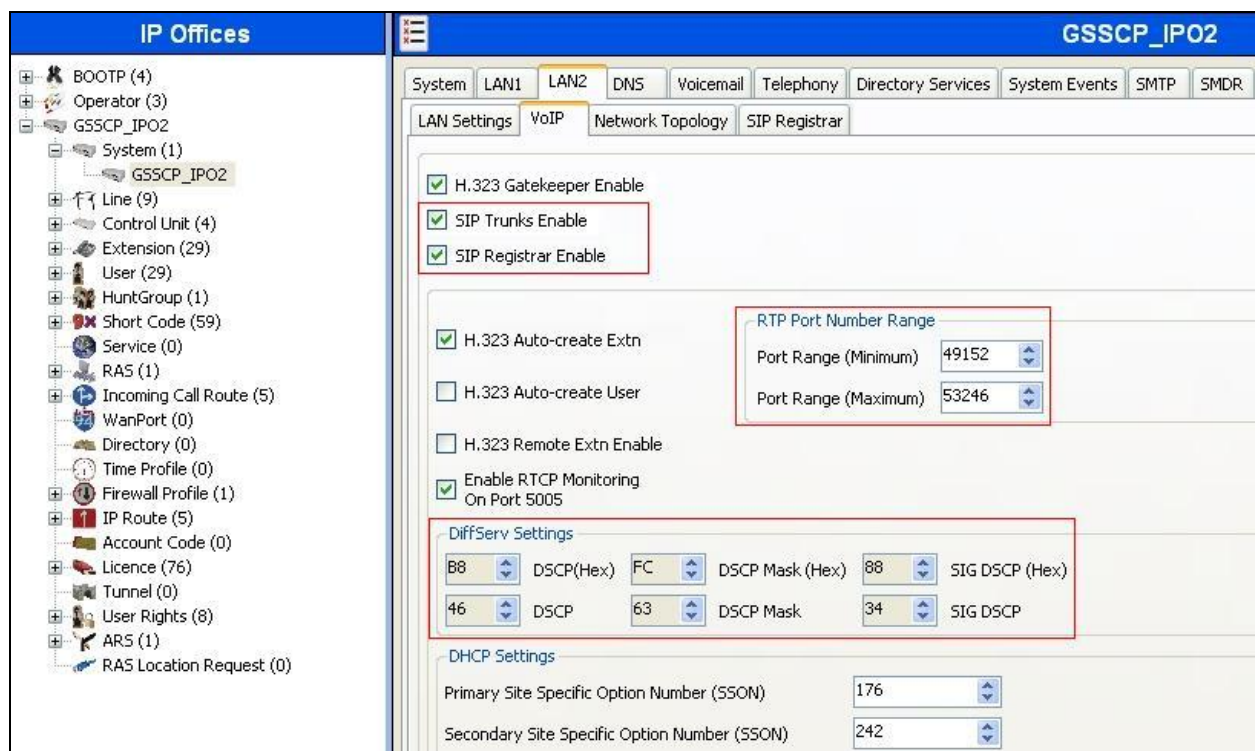 IP Offices
BOOTP (4)
Operator (3)
GSSCP_IPO2
System (1)
GSSCP_IPO2
Line (9)
Control Unit (4)
Extension (29)
User (29)
HuntGroup (1)
Short Code (59)
Service (0)
RAS (1)
Incoming Call Route (5)
WanPort (0)
Directory (0)
Time Profile (0)
Firewall Profile (1)
IP Route (5)
Account Code (0)
Licence (76)
Tunnel (0)
User Rights (8)
ARS (1)
RAS Location Request (0)
GSSCP_IPO2
System LAN1 LAN2 DNS Voicemail Telephony Directory Services System Events SMTP SMDR
LAN Settings VoIP Network Topology SIP Registrar
H.323 Gatekeeper Enable
SIP Trunks Enable
SIP Registrar Enable
H.323 Auto-create Extn
H.323 Auto-create User
H.323 Remote Extn Enable
Enable RTCP Monitoring
On Port 5005
RTP Port Number Range
Port Range (Minimum) 49152
Port Range (Maximum) 53246
DiffServ Settings
B8 DSCP(Hex) FC DSCP Mask (Hex) 88 SIG DSCP (Hex)
46 DSCP 63 DSCP Mask 34 SIG DSCP
DHCP Settings
Primary Site Specific Option Number (SSON) 176
Secondary Site Specific Option Number (SSON) 242